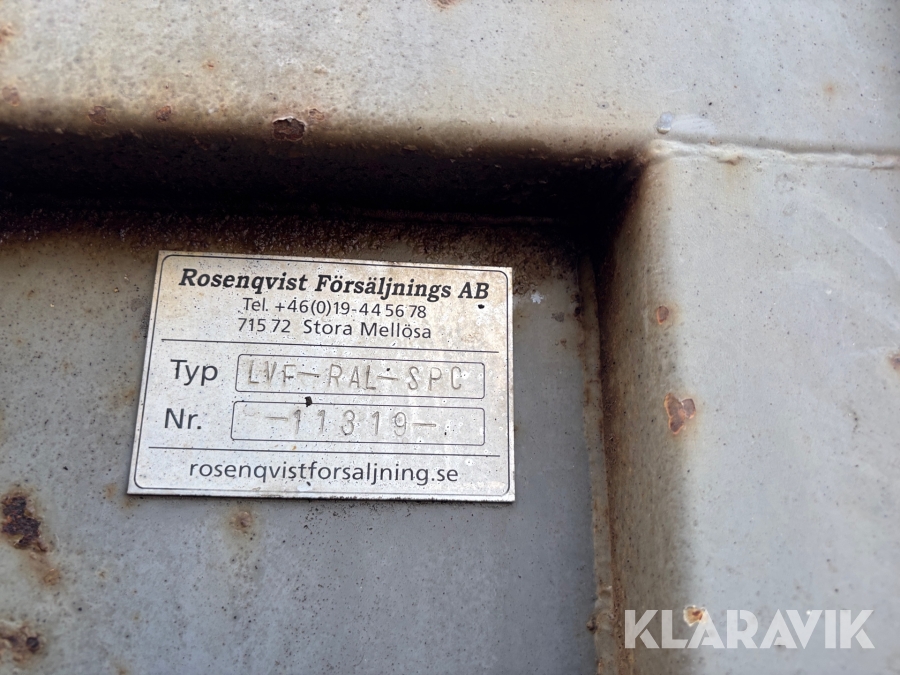 Rosenqvist Försäljnings AB
Tel. +46(0)19-44 56 78
715 72 Stora Mellösa
Typ LVF-RAL-SPC
Nr. -11319-
rosenqvistforsaljning.se
KLARAVIK